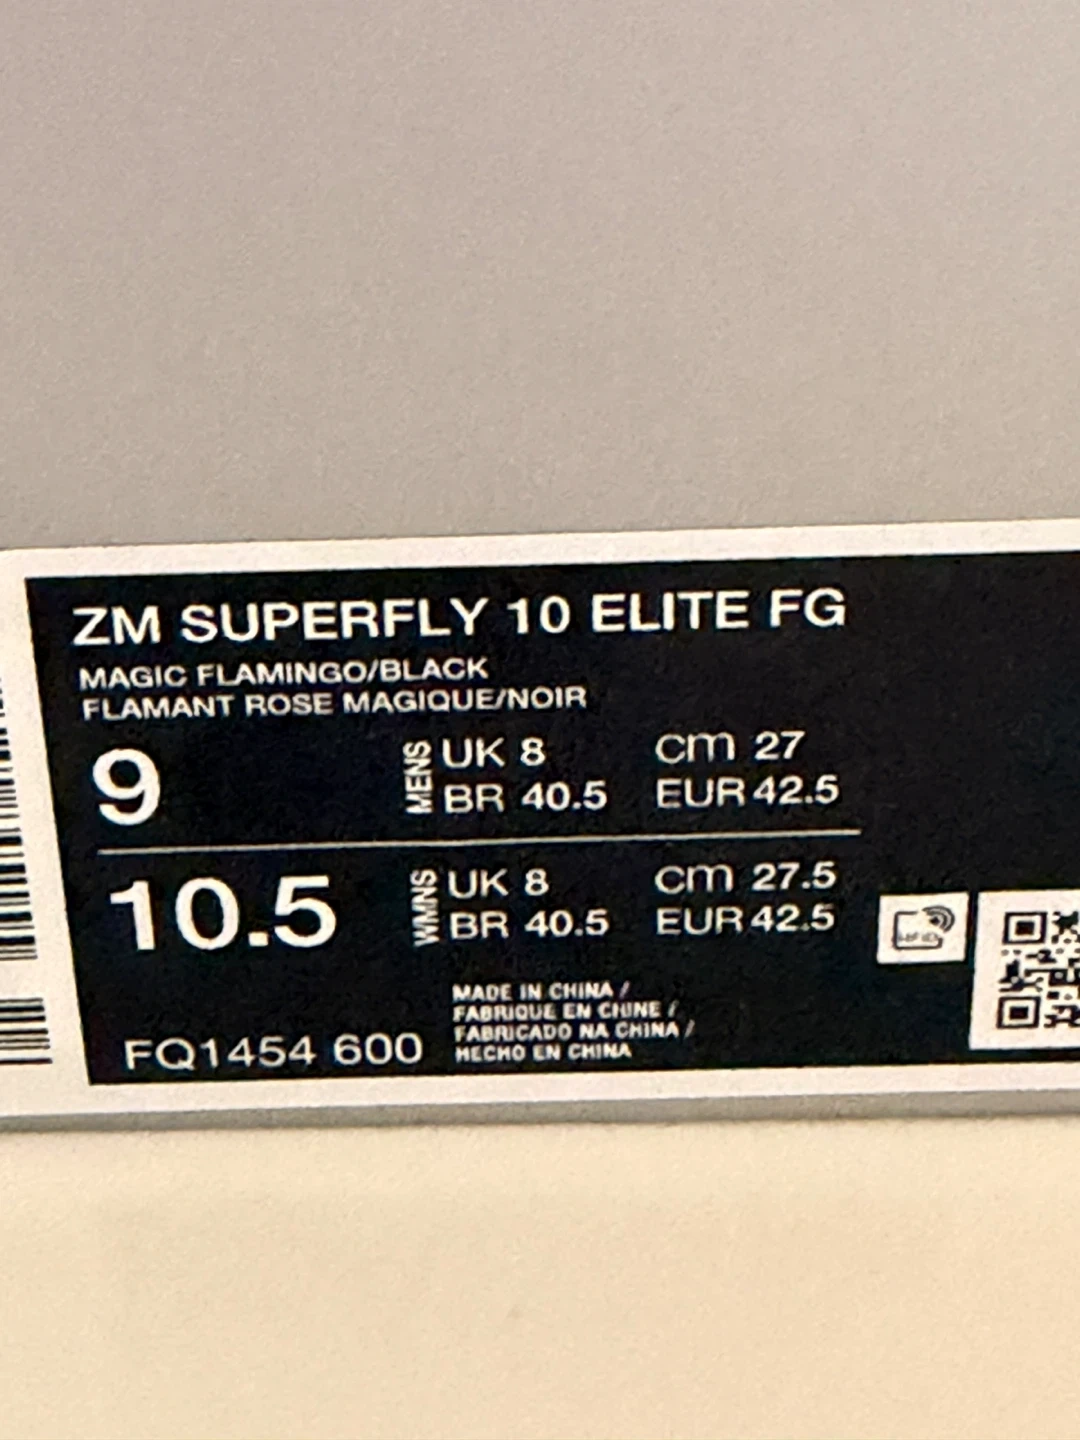 ZM SUPERFLY 10 ELITE FG
MAGIC FLAMINGO/BLACK
FLAMANT ROSE MAGIQUE/NOIR
9 MENS UK 8 cm 27
BR 40.5 EUR 42.5
10.5 WMNS UK 8 cm 27.5
BR 40.5 EUR 42.5
MADE IN CHINA /
FABRIQUE EN CHINE /
FABRICADO NA CHINA /
HECHO EN CHINA
FQ1454 600